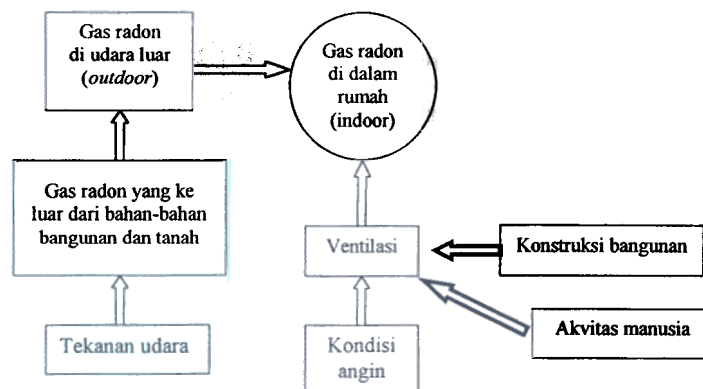 Gas radon
di udara luar
(outdoor)
Gas radon
di dalam
rumah
(indoor)
Gas radon yang ke
luar dari bahan-bahan
bangunan dan tanah
Ventilasi
Konstruksi bangunan
Tekanan udara
Kondisi
angin
Akvitas manusia